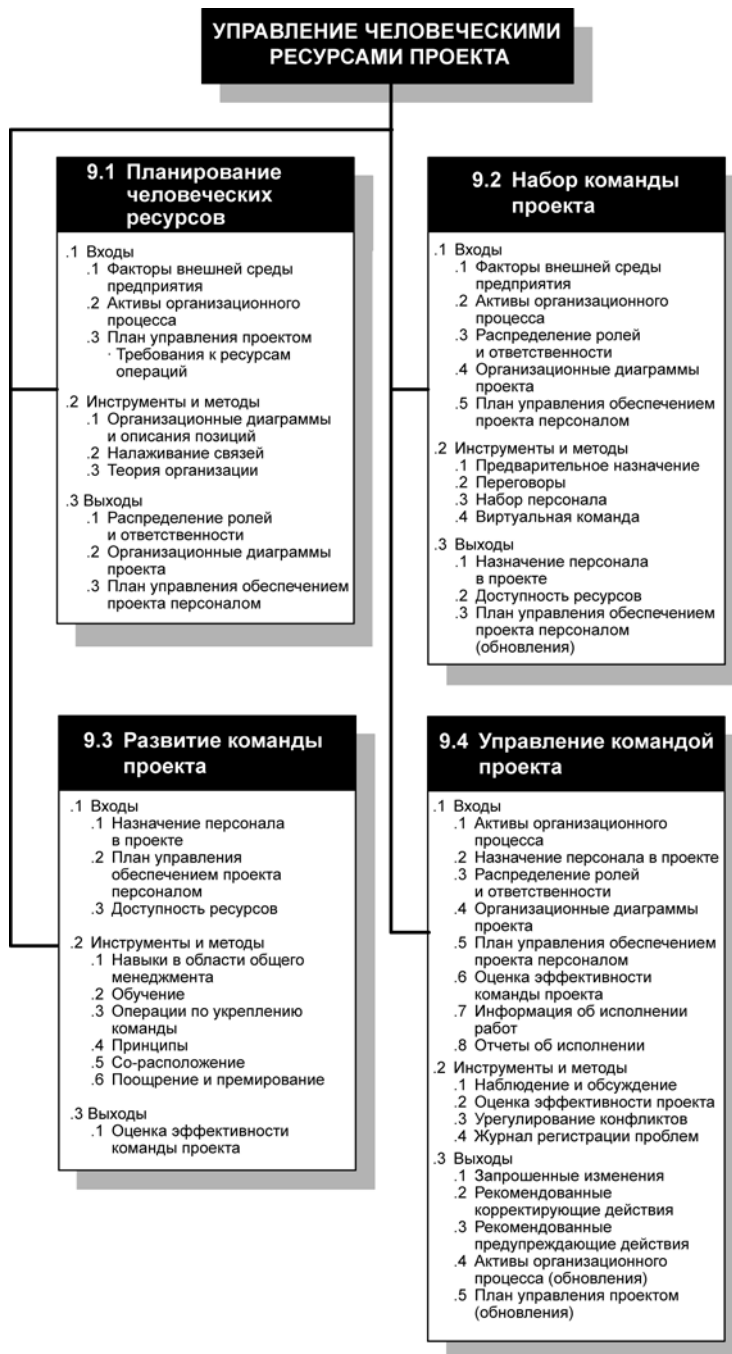 УПРАВЛЕНИЕ ЧЕЛОВЕЧЕСКИМИ
РЕСУРСАМИ ПРОЕКТА
9.1 Планирование
человеческих
ресурсов
.1 Входы
.1 Факторы внешней среды
предприятия
.2 Активы организационного
процесса
.3 План управления проектом
· Требования к ресурсам
операций
.2 Инструменты и методы
.1 Организационные диаграммы
и описания позиций
.2 Налаживание связей
.3 Теория организации
.3 Выходы
.1 Распределение ролей
и ответственности
.2 Организационные диаграммы
проекта
.3 План управления обеспечением
проекта персоналом
9.2 Набор команды
проекта
.1 Входы
.1 Факторы внешней среды
предприятия
.2 Активы организационного
процесса
.3 Распределение ролей
и ответственности
.4 Организационные диаграммы
проекта
.5 План управления обеспечением
проекта персоналом
.2 Инструменты и методы
.1 Предварительное назначение
.2 Переговоры
.3 Набор персонала
.4 Виртуальная команда
.3 Выходы
.1 Назначение персонала
в проекте
.2 Доступность ресурсов
.3 План управления обеспечением
проекта персоналом
(обновления)
9.3 Развитие команды
проекта
.1 Входы
.1 Назначение персонала
в проекте
.2 План управления
обеспечением проекта
персоналом
.3 Доступность ресурсов
.2 Инструменты и методы
.1 Навыки в области общего
менеджмента
.2 Обучение
.3 Операции по укреплению
команды
.4 Принципы
.5 Со-расположение
.6 Поощрение и премирование
.3 Выходы
.1 Оценка эффективности
команды проекта
9.4 Управление командой
проекта
.1 Входы
.1 Активы организационного
процесса
.2 Назначение персонала в проекте
.3 Распределение ролей
и ответственности
.4 Организационные диаграммы
проекта
.5 План управления обеспечением
проекта персоналом
.6 Оценка эффективности
команды проекта
.7 Информация об исполнении
работ
.8 Отчеты об исполнении
.2 Инструменты и методы
.1 Наблюдение и обсуждение
.2 Оценка эффективности проекта
.3 Урегулирование конфликтов
.4 Журнал регистрации проблем
.3 Выходы
.1 Запрошенные изменения
.2 Рекомендованные
корректирующие действия
.3 Рекомендованные
предупреждающие действия
.4 Активы организационного
процесса (обновления)
.5 План управления проектом
(обновления)